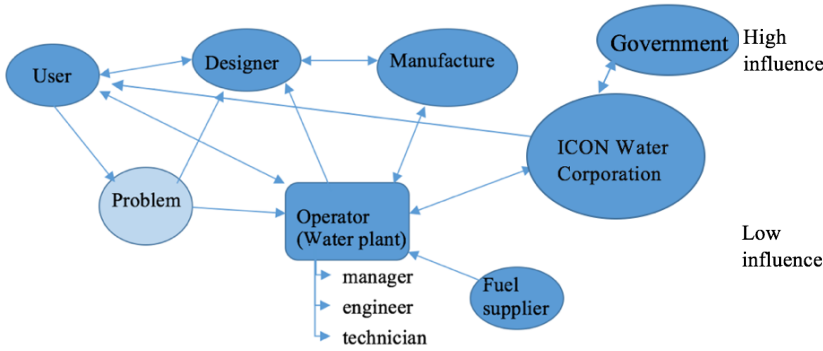 User
Designer
Manufacture
Government
High
influence
ICON Water
Corporation
Problem
Operator
(Water plant)
Low
influence
manager
engineer
technician
Fuel
supplier